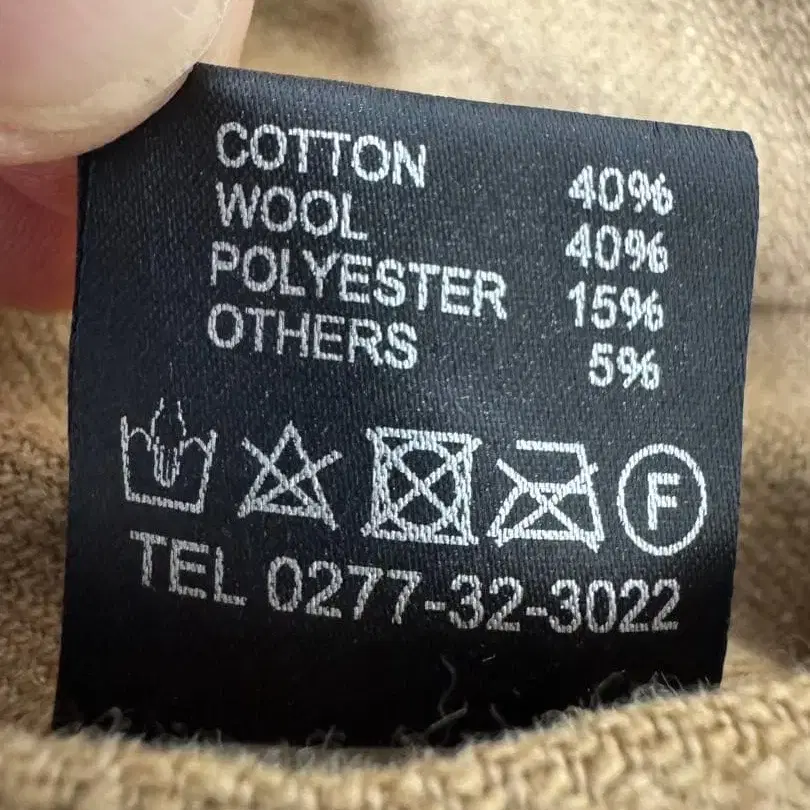 COTTON 40%
WOOL 40%
POLYESTER 15%
OTHERS 5%
F
TEL 0277-32-3022